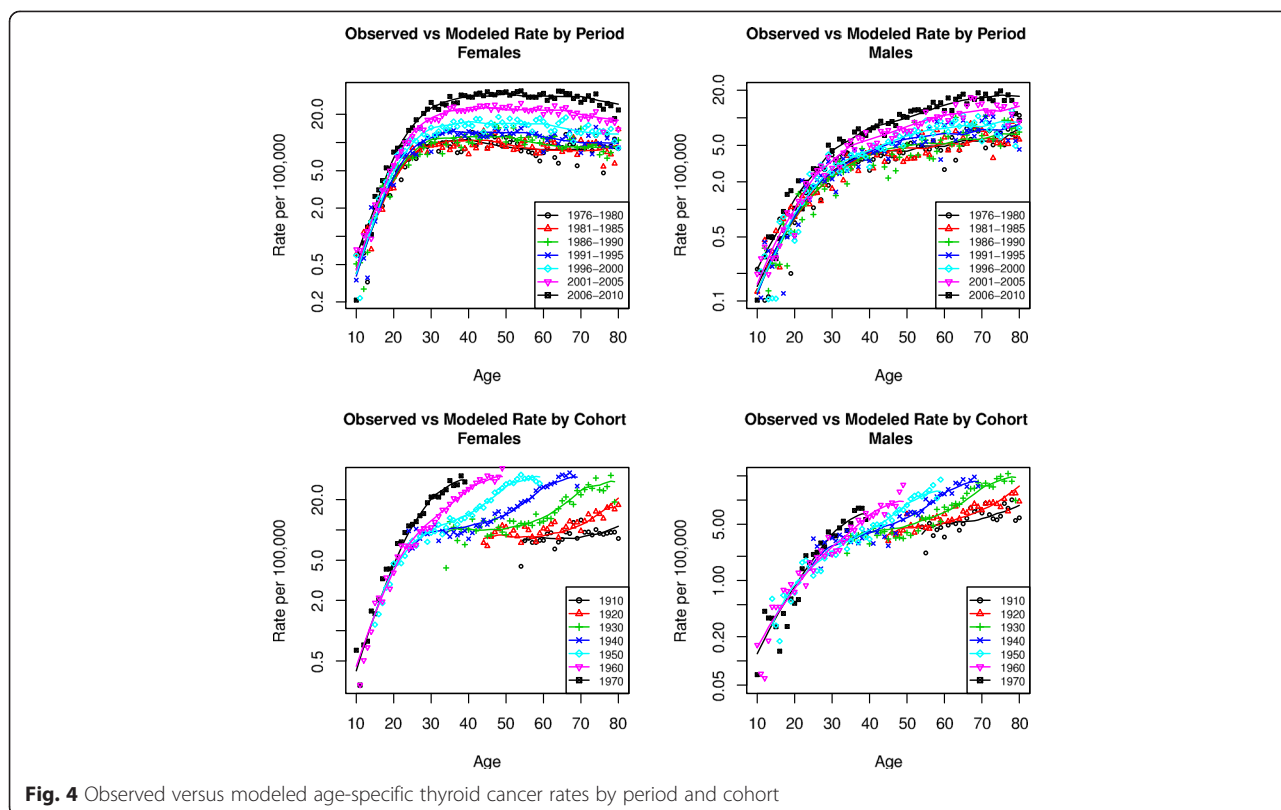 Observed vs Modeled Rate by Period
Females
Rate per 100,000
20.0
5.0
2.0
0.5
0.2
1976−1980
1981−1985
1986−1990
1991−1995
1996−2000
2001−2005
2006−2010
10 20 30 40 50 60 70 80
Age
Observed vs Modeled Rate by Period
Males
Rate per 100,000
20.0
5.0
2.0
0.5
0.1
1976−1980
1981−1985
1986−1990
1991−1995
1996−2000
2001−2005
2006−2010
10 20 30 40 50 60 70 80
Age
Observed vs Modeled Rate by Cohort
Females
Rate per 100,000
20.0
5.0
2.0
0.5
1910
1920
1930
1940
1950
1960
1970
10 20 30 40 50 60 70 80
Age
Observed vs Modeled Rate by Cohort
Males
Rate per 100,000
5.00
1.00
0.20
0.05
1910
1920
1930
1940
1950
1960
1970
10 20 30 40 50 60 70 80
Age
Fig. 4 Observed versus modeled age-specific thyroid cancer rates by period and cohort